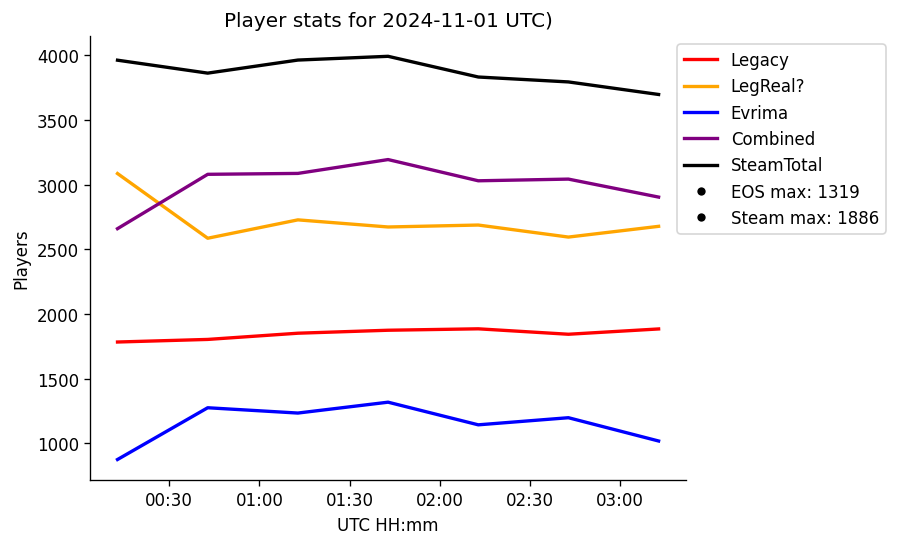 Player stats for 2024-11-01 UTC)
4000
3500
3000
2500
2000
1500
1000
Players
00:30
01:00
01:30
02:00
02:30
03:00
UTC HH:mm
Legacy
LegReal?
Evrima
Combined
SteamTotal
EOS max: 1319
Steam max: 1886